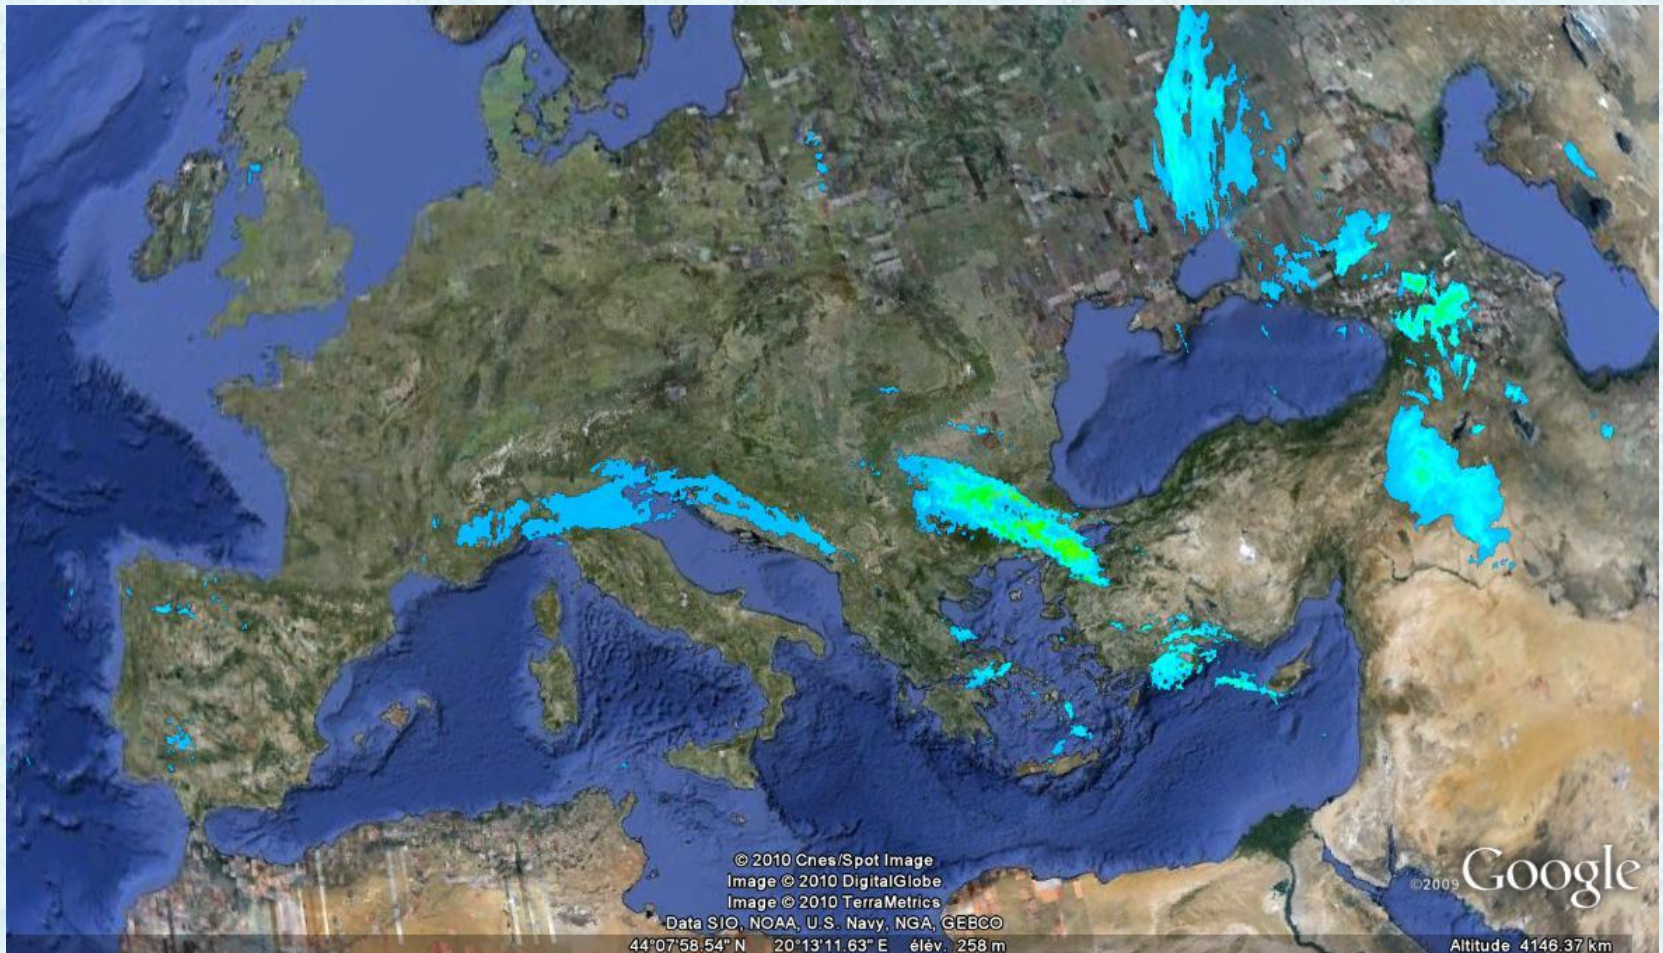 © 2010 Cnes/Spot Image
Image © 2010 DigitalGlobe
Image © 2010 TerraMetrics
Data SIO, NOAA, U.S. Navy, NGA, GEBCO
©2009 Google
44°07'58.54" N 20°13'11.63" E élév. 258 m
Altitude 4146.37 km